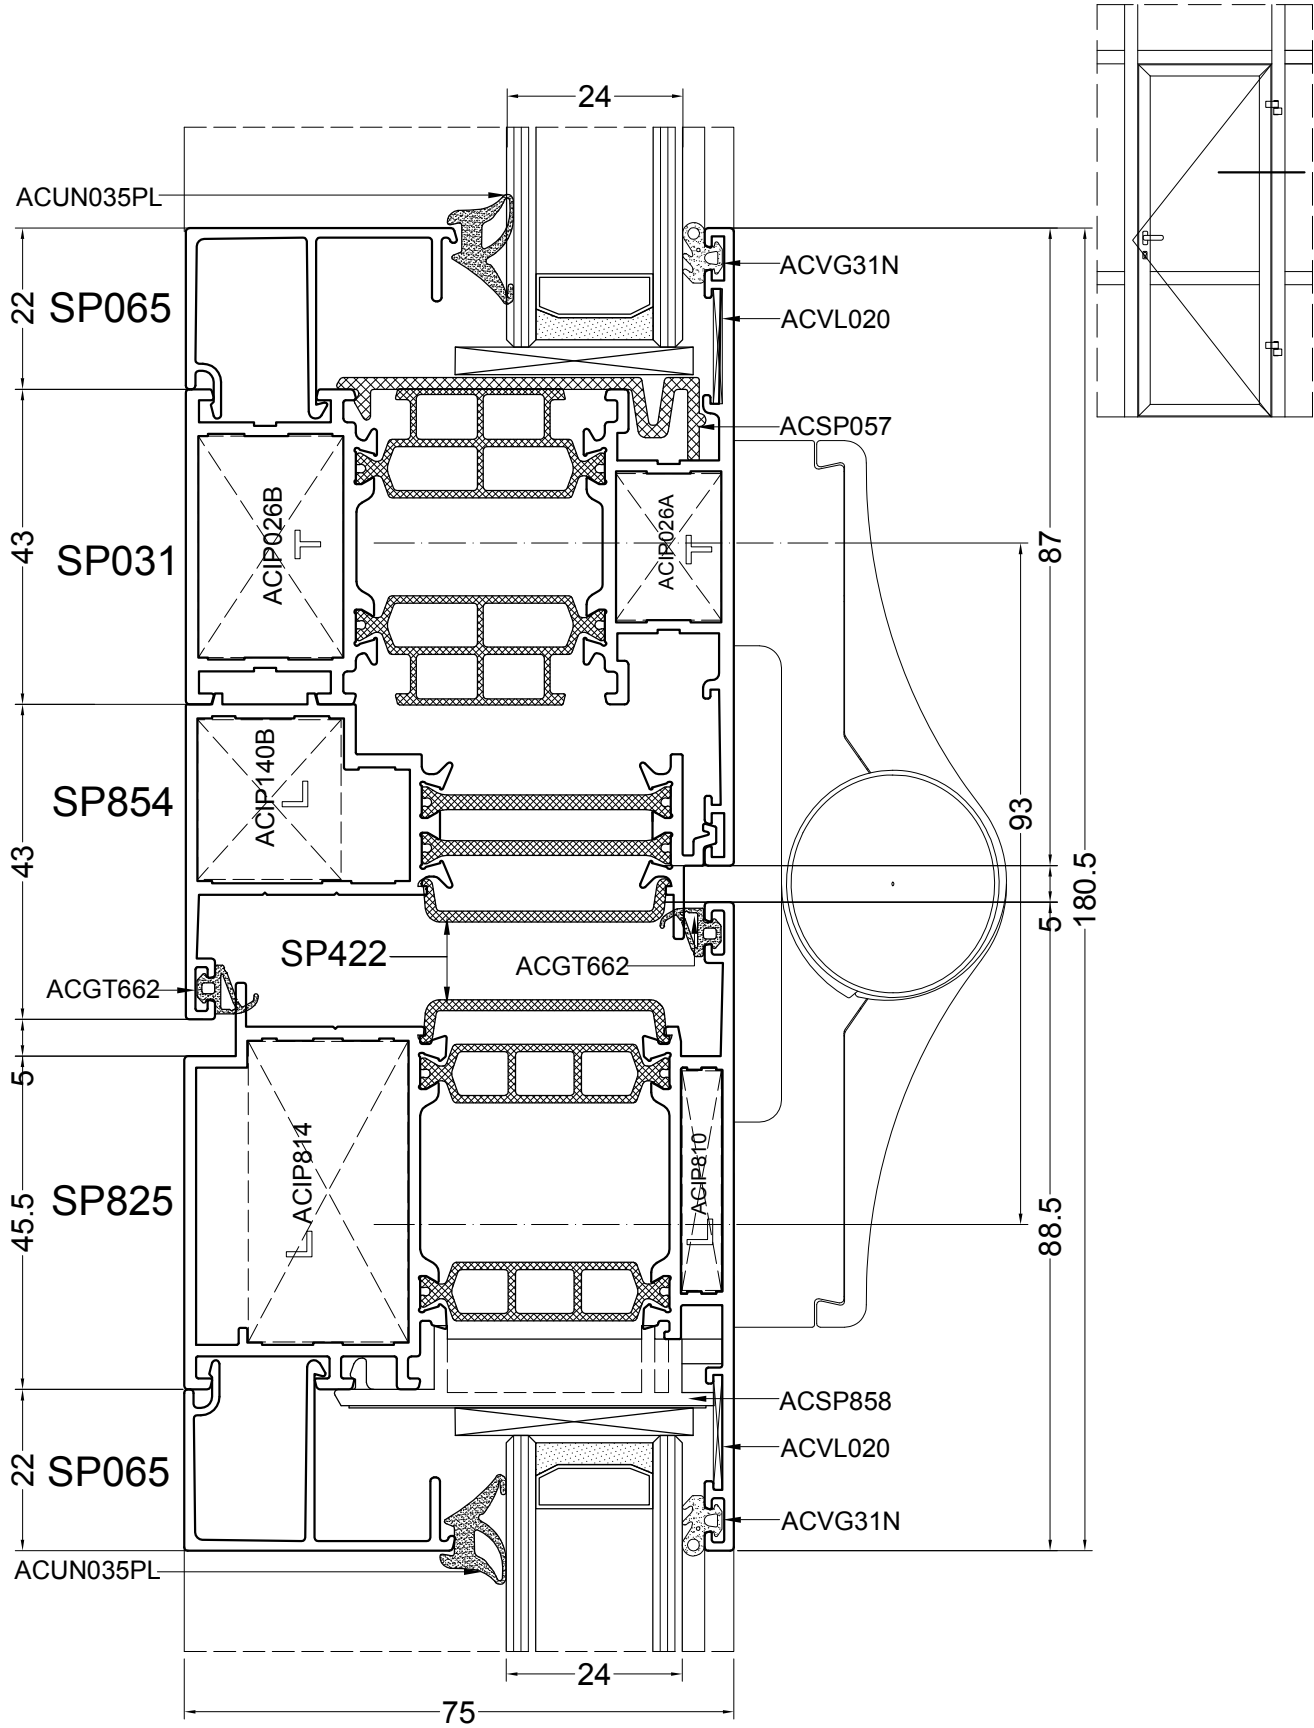 24
ACUN035PL
ACVG31N
22
SP065
ACVL020
ACSP057
ACIP026B
ACIP026A
43
SP031
87
SP854
ACIP140B
93
43
180.5
5
SP422
ACGT662
ACGT662
5
ACIP814
ACIP810
SP825
45.5
88.5
ACSP858
ACVL020
22
SP065
ACVG31N
ACUN035PL
24
75